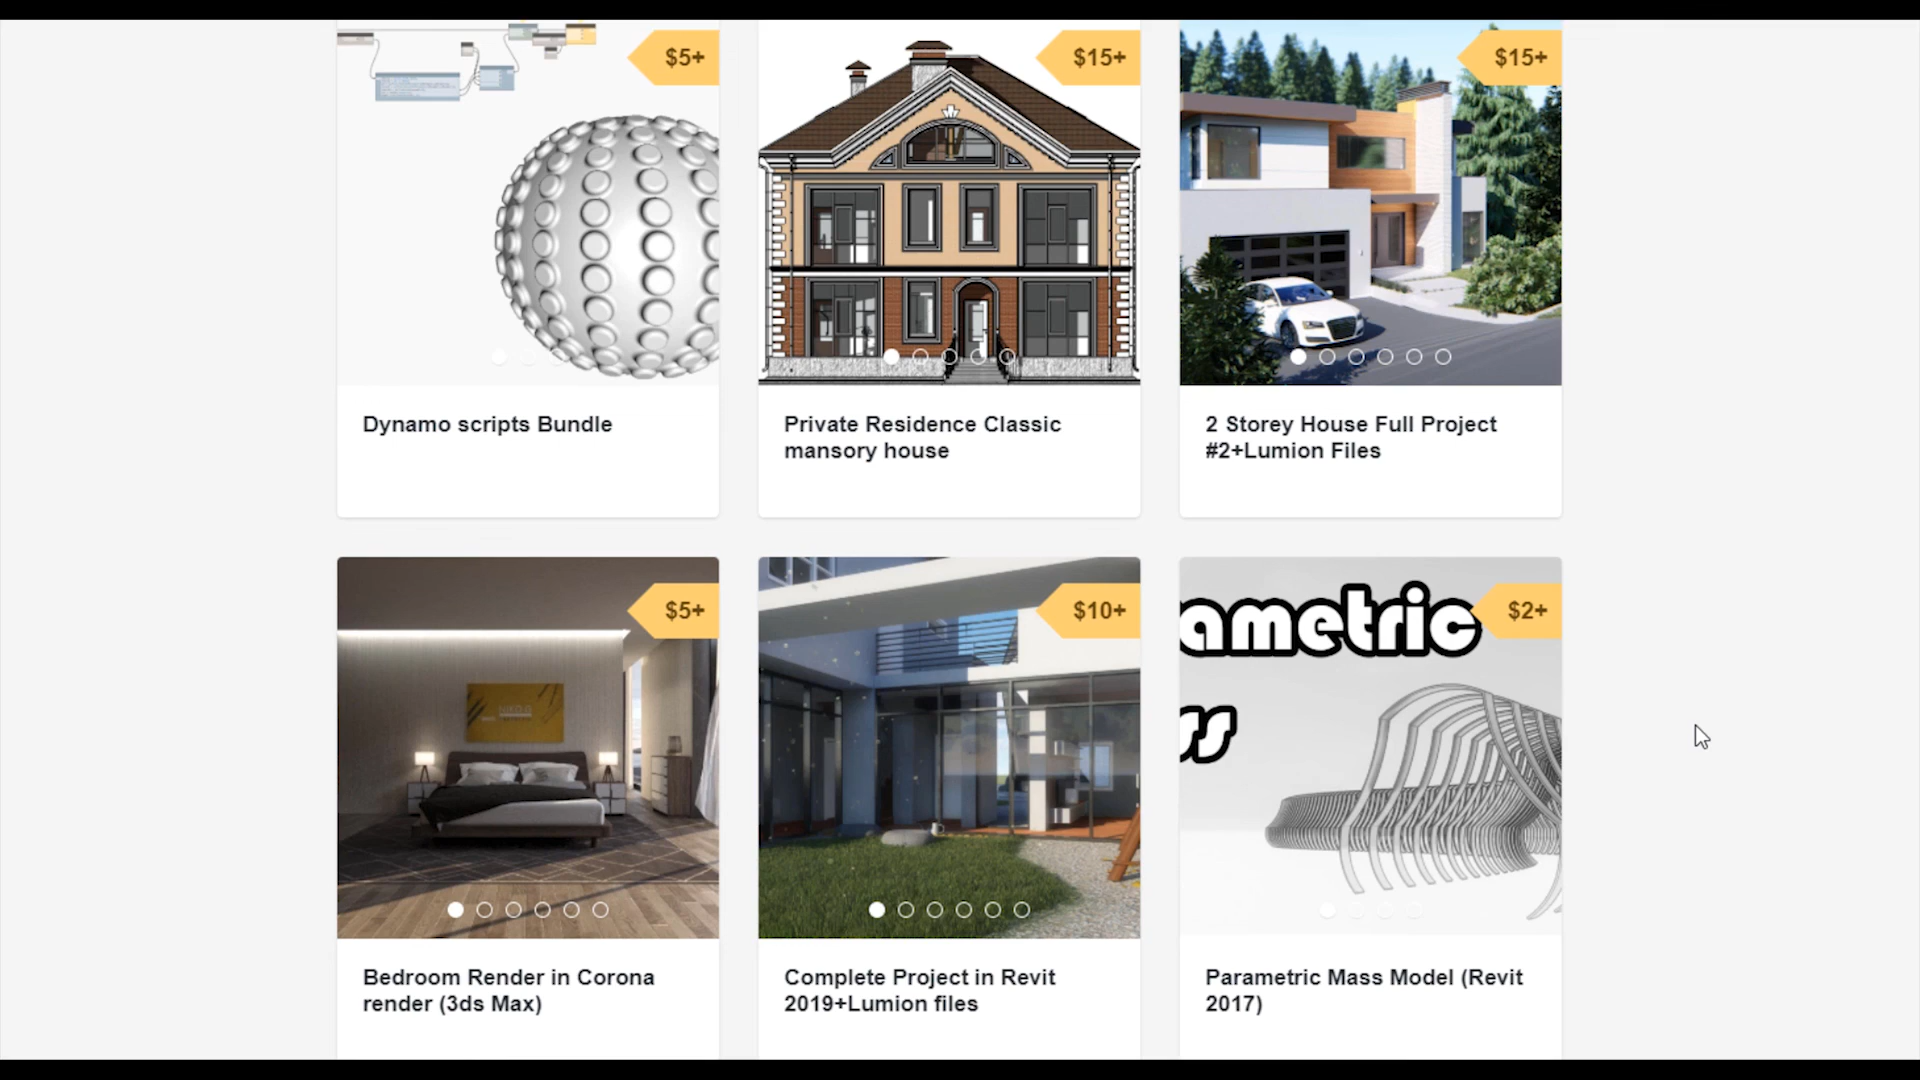 $5+
$15+
$15+
Dynamo scripts Bundle
Private Residence Classic
mansory house
2 Storey House Full Project
#2+Lumion Files
$5+
$10+
ametric
$2+
ss
NIKO.G
Bedroom Render in Corona
render (3ds Max)
Complete Project in Revit
2019+Lumion files
Parametric Mass Model (Revit
2017)